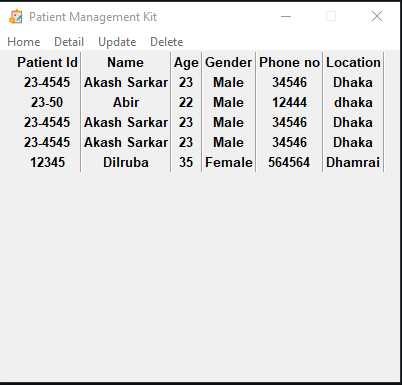 Patient Management Kit
Home Detail Update Delete
Patient Id Name Age Gender Phone no Location
23-4545 Akash Sarkar 23 Male 34546 Dhaka
23-50 Abir 22 Male 12444 dhaka
23-4545 Akash Sarkar 23 Male 34546 Dhaka
23-4545 Akash Sarkar 23 Male 34546 Dhaka
12345 Dilruba 35 Female 564564 Dhamrai